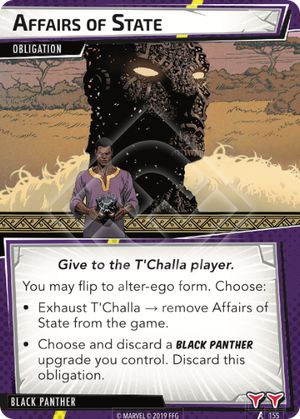 AFFAIRS OF STATE
OBLIGATION
Give to the T'Challa player.
You may flip to alter-ego form. Choose:
• Exhaust T'Challa → remove Affairs of
State from the game.
• Choose and discard a BLACK PANTHER
upgrade you control. Discard this
obligation.
BLACK PANTHER
© MARVEL © 2019 FFG
155